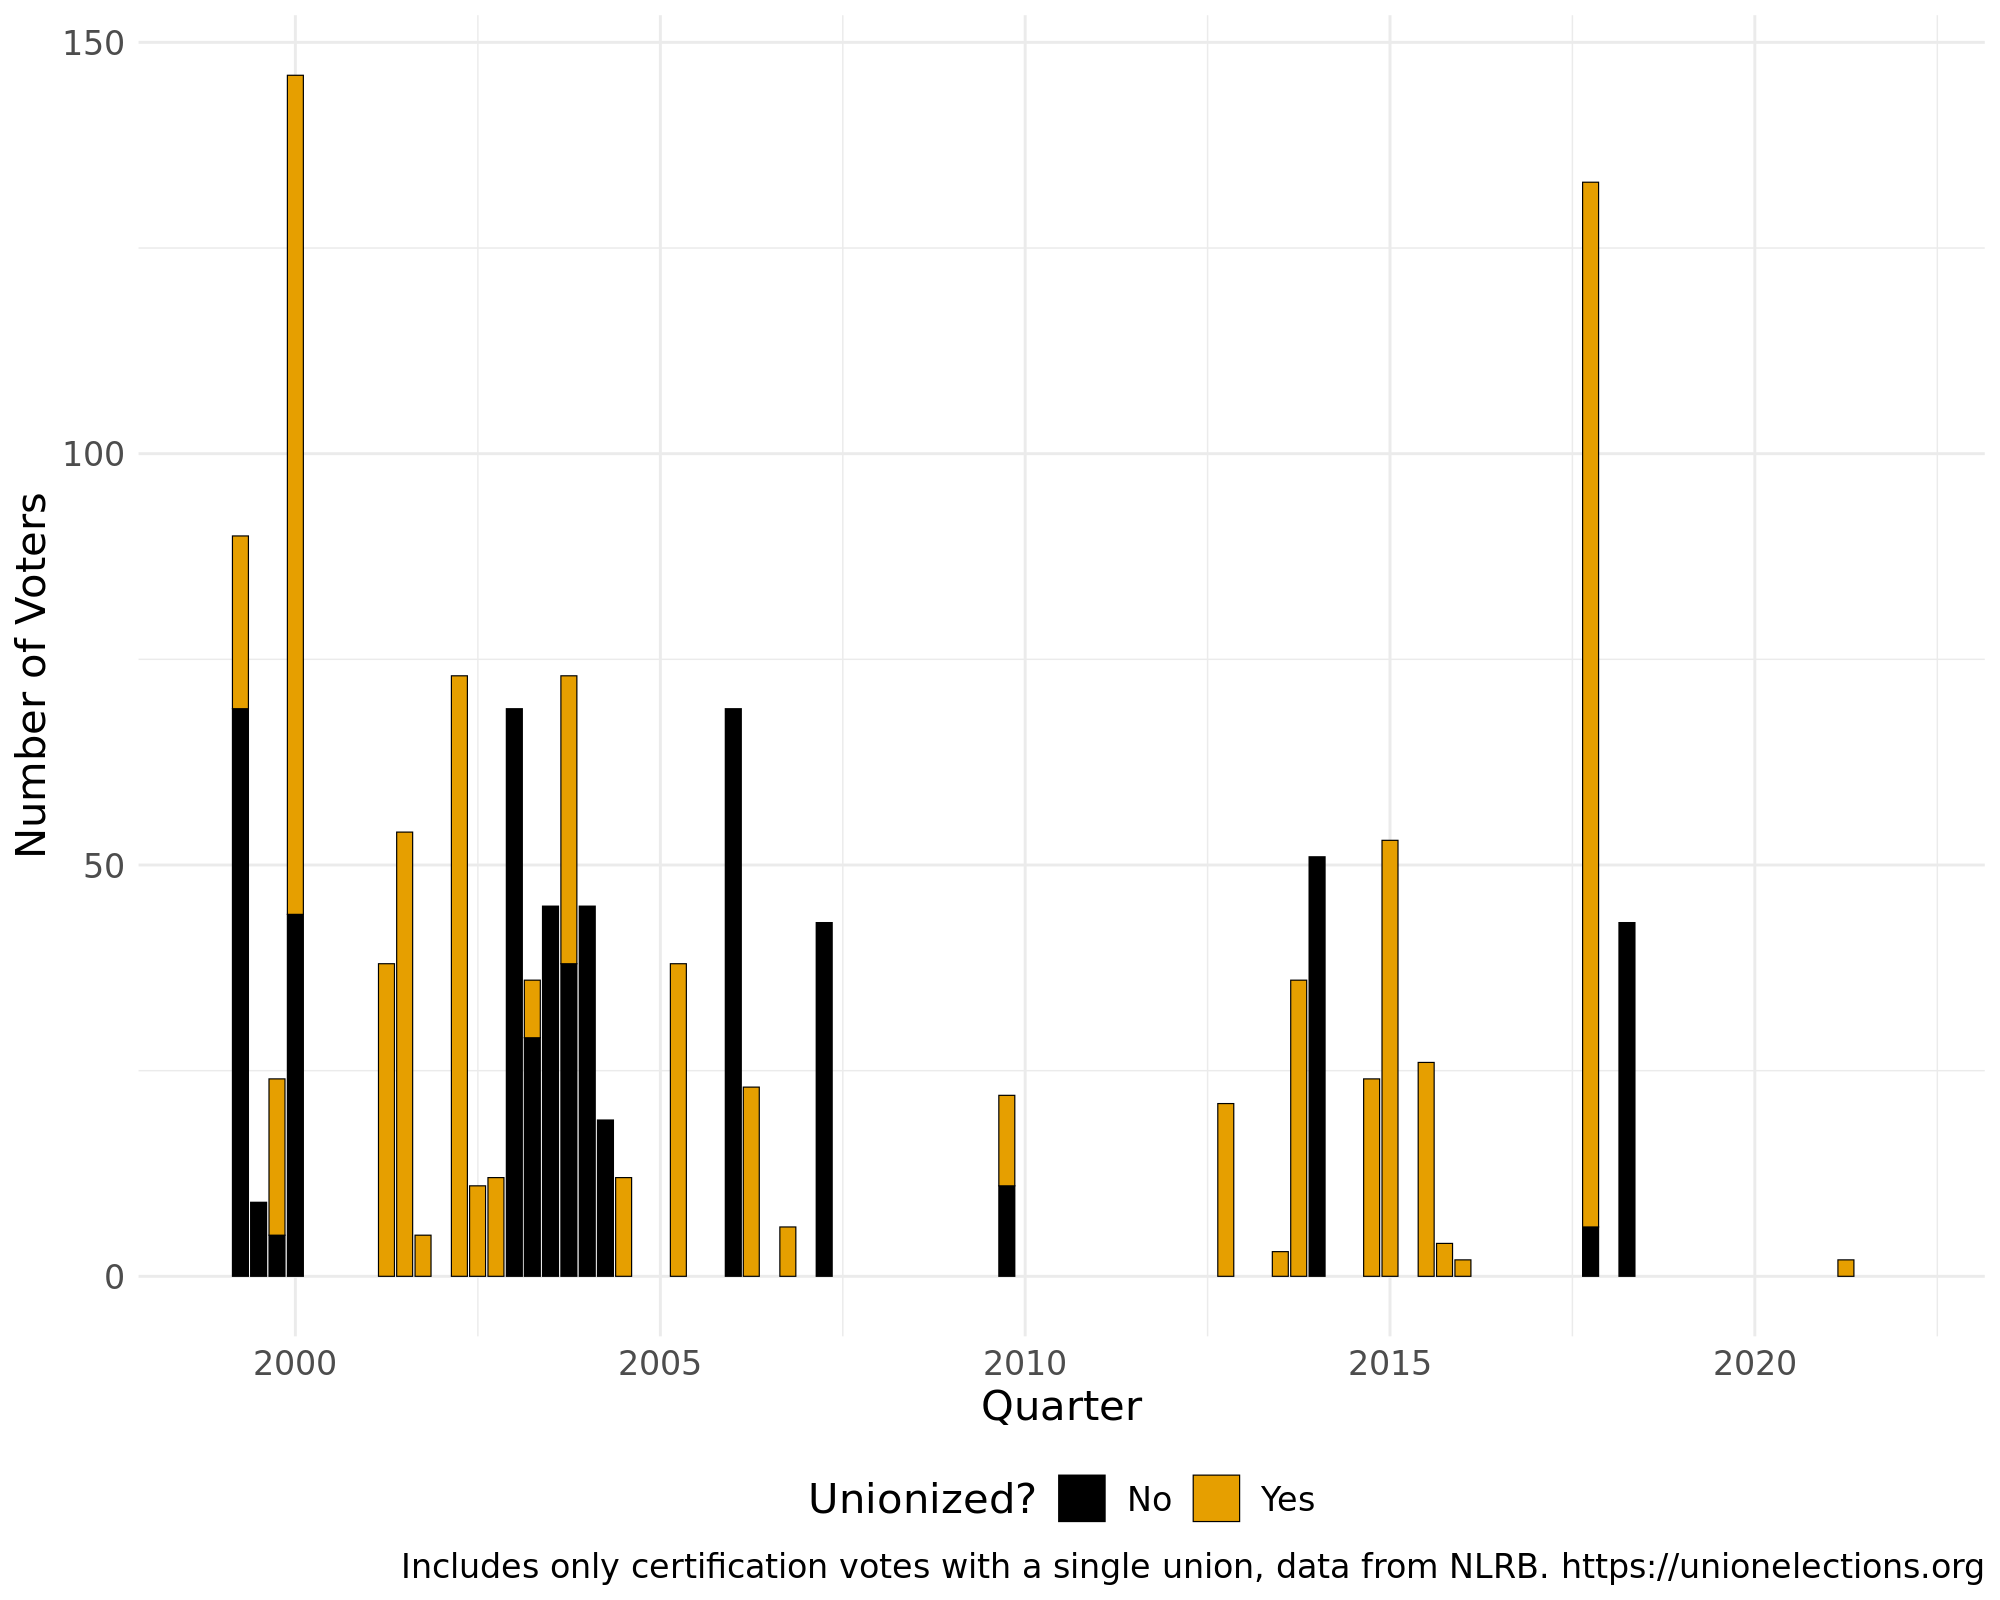 150
100
50
0
Number of Voters
2000 2005 2010 2015 2020
Quarter
Unionized? No Yes
Includes only certification votes with a single union, data from NLRB. https://unionelections.org